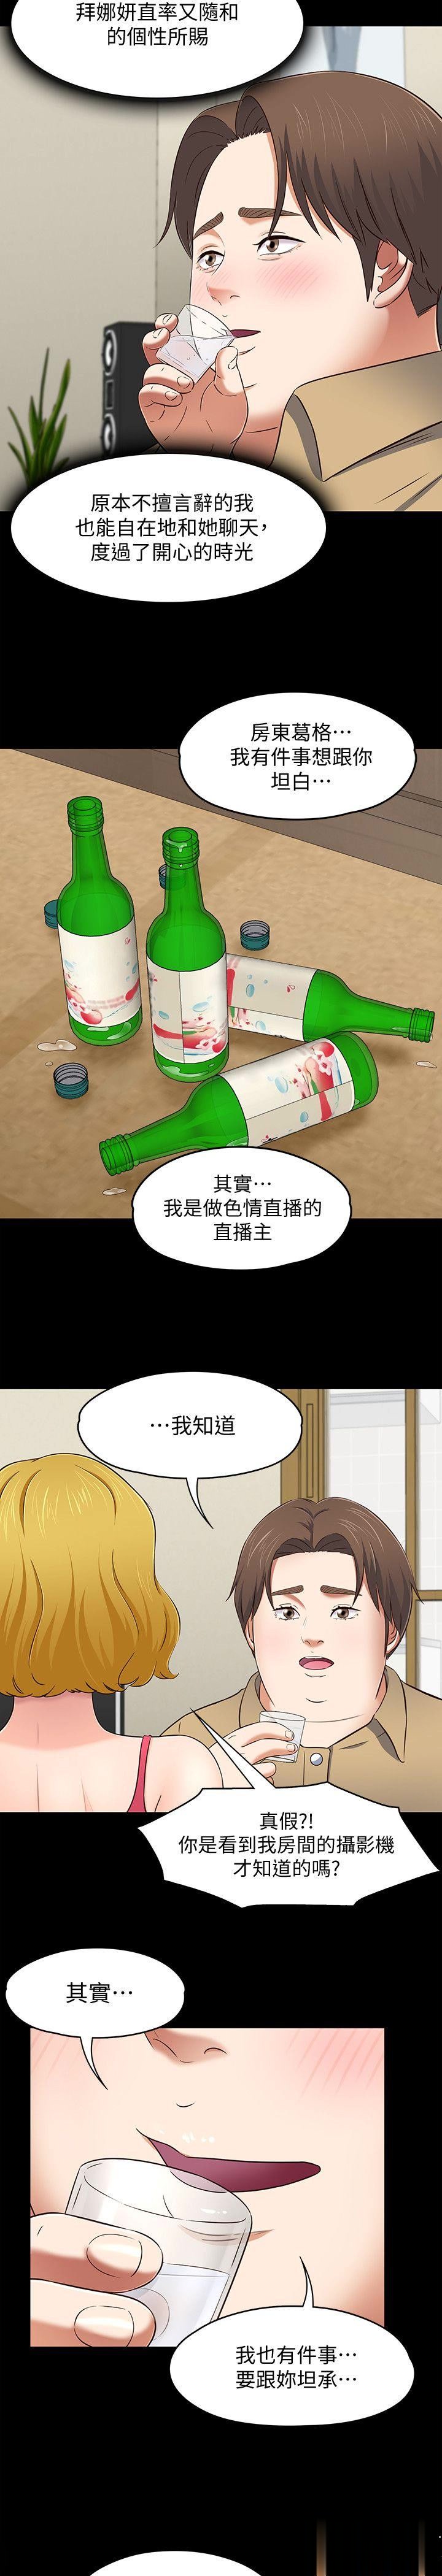 拜娜妍直率又隨和
的個性所賜
原本不擅言辭的我
也能自在地和她聊天,
度過了開心的時光
房東葛格⋯
我有件事想跟你
坦白⋯
其實⋯
我是做色情直播的
直播主
⋯我知道
真假?!
你是看到我房間的攝影機
才知道的嗎?
其實⋯
我也有件事⋯
要跟妳坦承⋯